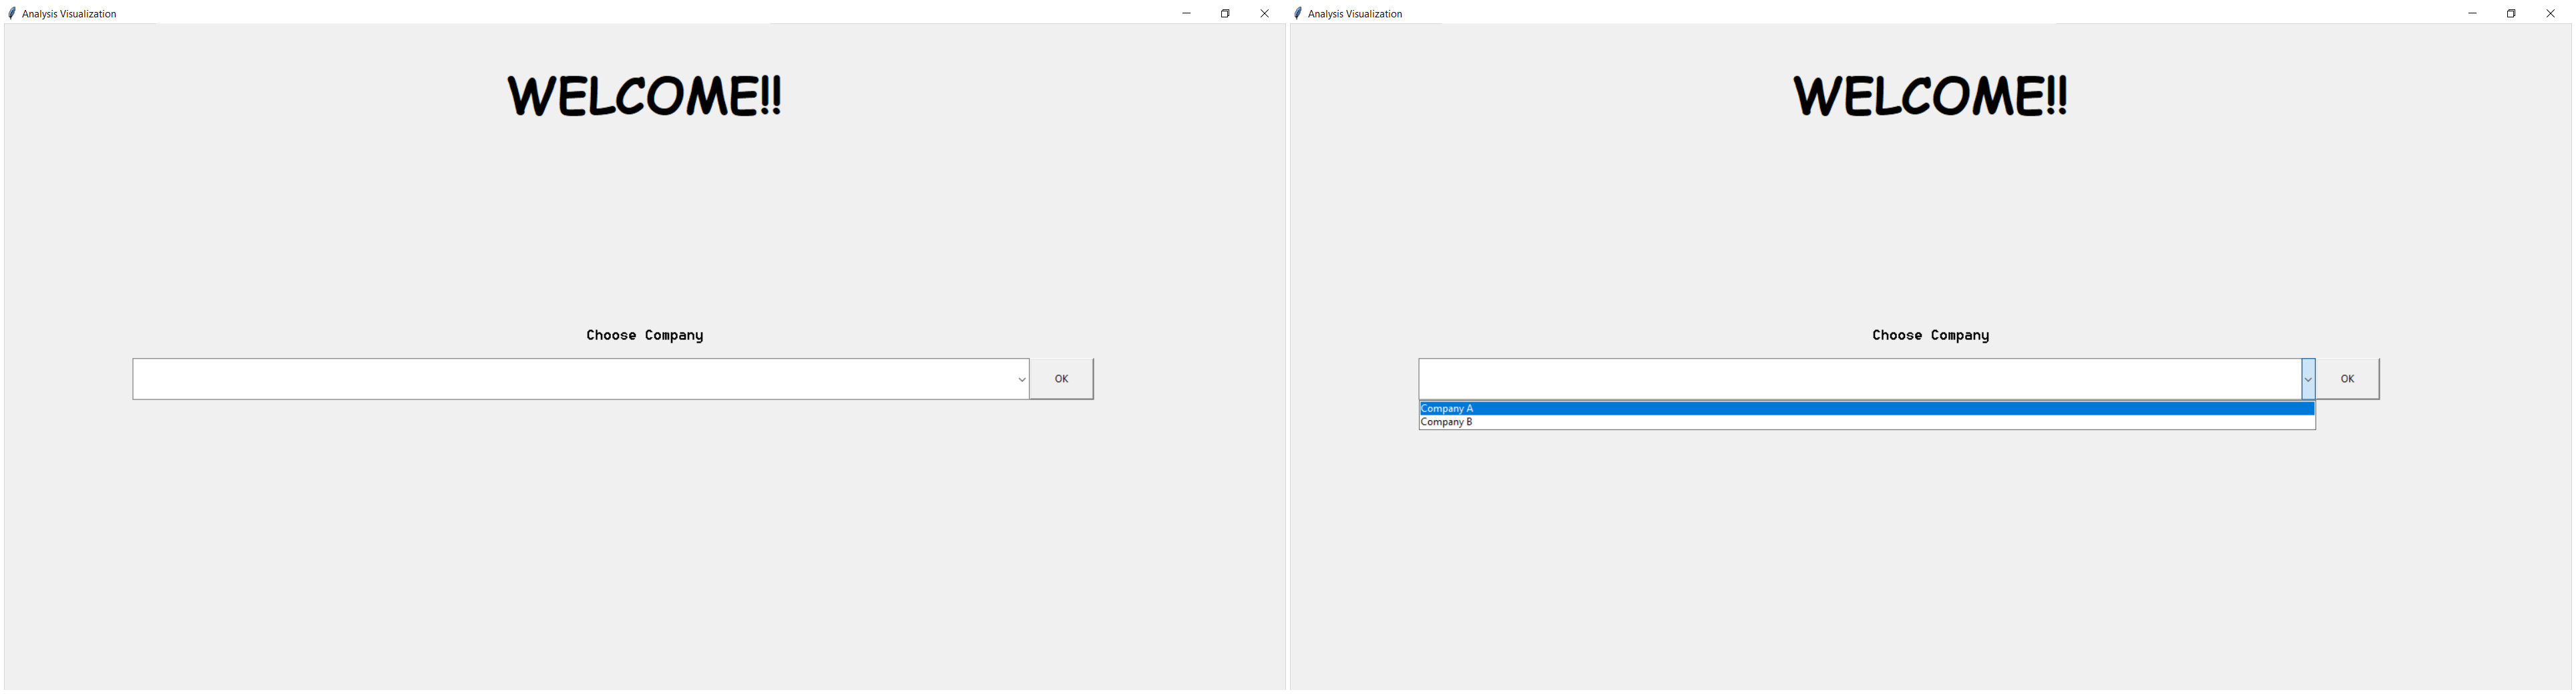 Analysis Visualization
WELCOME!!
Choose Company
OK
Analysis Visualization
WELCOME!!
Choose Company
OK
Company A
Company B